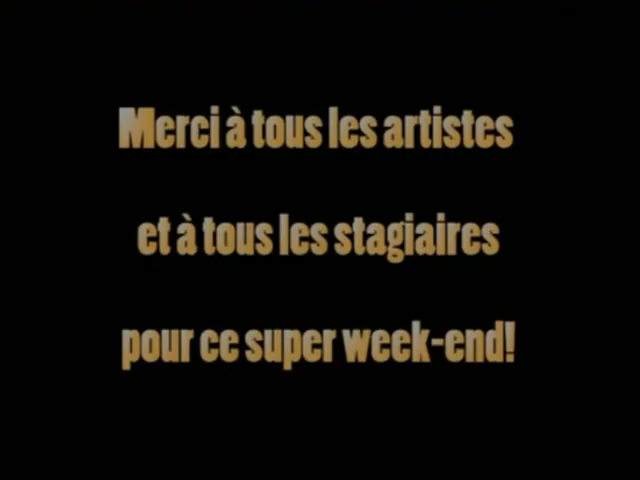 Merci à tous les artistes
et à tous les stagiaires
pour ce super week-end!